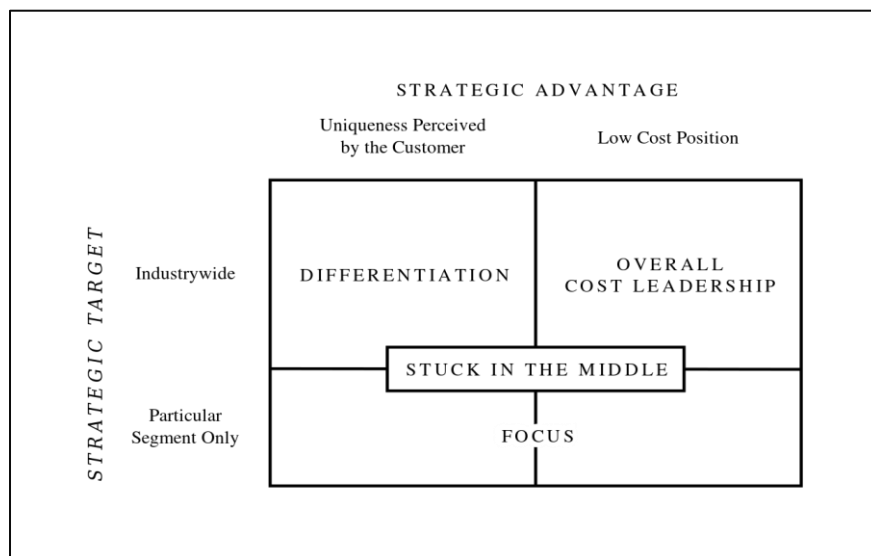 STRATEGIC ADVANTAGE
Uniqueness Perceived
by the Customer
Low Cost Position
STRATEGIC TARGET
Industrywide
DIFFERENTIATION
OVERALL
COST LEADERSHIP
STUCK IN THE MIDDLE
Particular
Segment Only
FOCUS